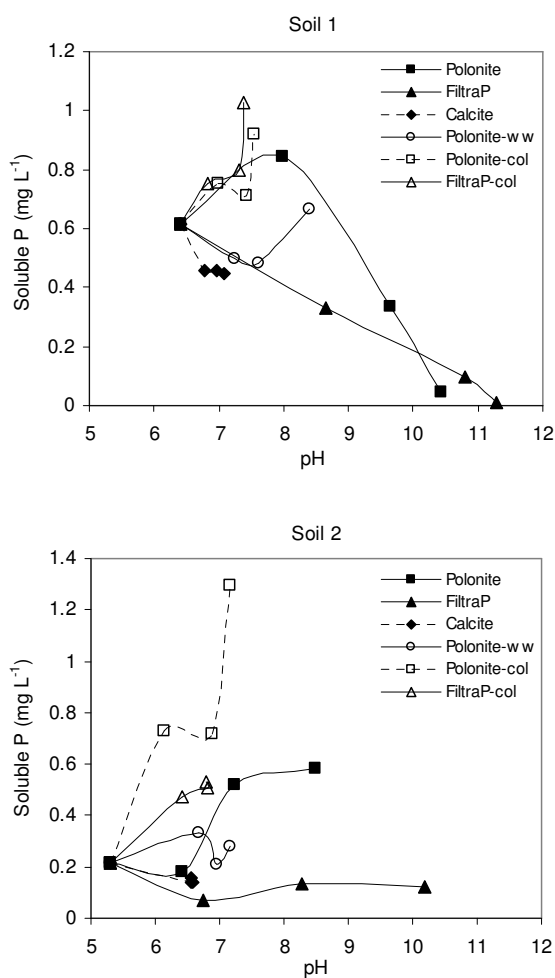 Soil 1
Soluble P (mg L-1)
1.2
1
0.8
0.6
0.4
0.2
0
5 6 7 8 9 10 11 12
pH
Polonite
FiltraP
Calcite
Polonite-ww
Polonite-col
FiltraP-col
Soil 2
Soluble P (mg L-1)
1.4
1.2
1
0.8
0.6
0.4
0.2
0
5 6 7 8 9 10 11 12
pH
Polonite
FiltraP
Calcite
Polonite-ww
Polonite-col
FiltraP-col